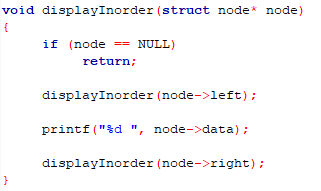 void displayInorder(struct node* node)
{
     if (node == NULL)
          return;

     displayInorder(node->left);

     printf("%d ", node->data);

     displayInorder(node->right);
}